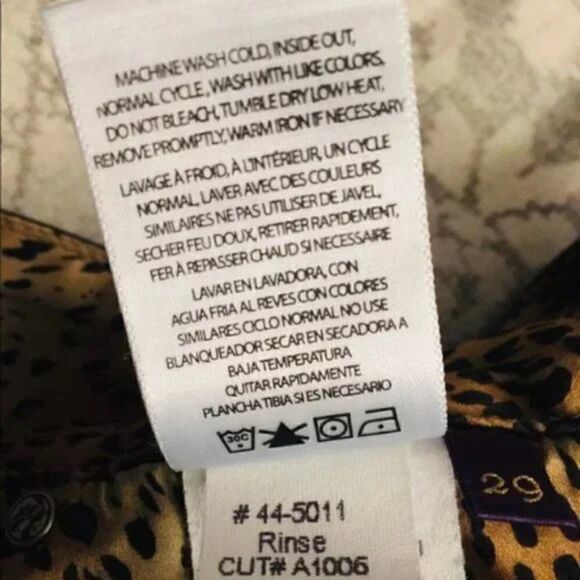 MACHINE WASH COLD, INSIDE OUT,
NORMAL CYCLE, WASH WITH LIKE COLORS,
DO NOT BLEACH, TUMBLE DRY LOW HEAT,
REMOVE PROMPTLY, WARM IRON IF NECESSARY
LAVAGE À FROID, À L'INTÉRIEUR, UN CYCLE
NORMAL, LAVER AVEC DES COULEURS
SIMILAIRES NE PAS UTILISER DE JAVEL,
SECHER FEU DOUX, RETIRER RAPIDEMENT,
FER À REPASSER CHAUD SI NECESSAIRE
LAVAR EN LAVADORA, CON
AGUA FRIA AL REVES CON COLORES
SIMILARES CICLO NORMAL NO USE
BLANQUEADOR SECAR EN SECADORA A
BAJA TEMPERATURA
QUITAR RAPIDAMENTE
PLANCHA TIBIA SI ES NECESARIO
30C
# 44-5011
Rinse
CUT# A1006
29